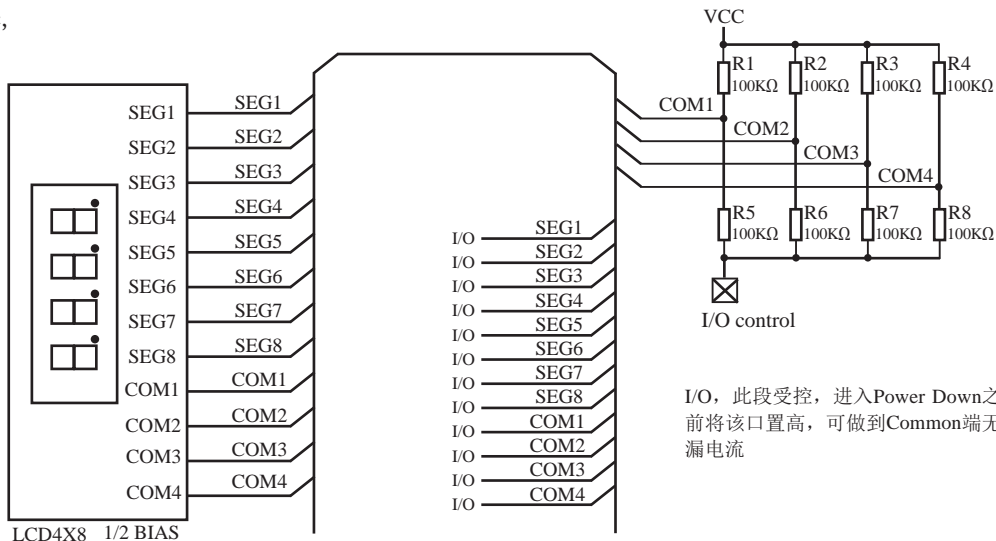 ,
VCC
R1
100KΩ
R2
100KΩ
R3
100KΩ
R4
100KΩ
COM1
COM2
COM3
COM4
R5
100KΩ
R6
100KΩ
R7
100KΩ
R8
100KΩ
I/O control
SEG1 SEG1
SEG2 SEG2
SEG3 SEG3
SEG4 SEG4
SEG5 SEG5
SEG6 SEG6
SEG7 SEG7
SEG8 SEG8
COM1 COM1
COM2 COM2
COM3 COM3
COM4 COM4
LCD4X8 1/2 BIAS
I/O SEG1
I/O SEG2
I/O SEG3
I/O SEG4
I/O SEG5
I/O SEG6
I/O SEG7
I/O SEG8
I/O COM1
I/O COM2
I/O COM3
I/O COM4
I/O，此段受控，进入Power Down之
前将该口置高，可做到Common端无
漏电流